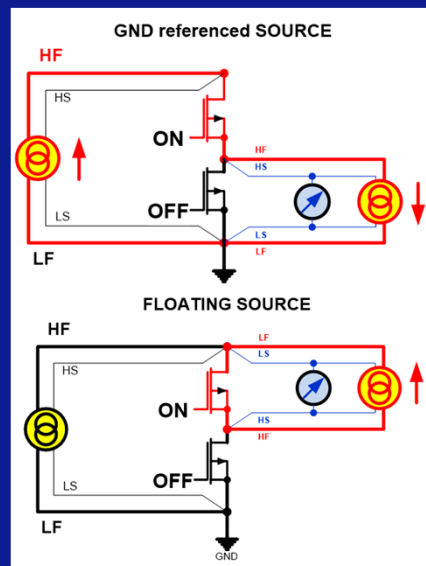 GND referenced SOURCE
HF
HS
ON
HF
HS
OFF
LS
LS
LF
LF
FLOATING SOURCE
HF
LF
LS
HS
ON
HS
HF
LS
OFF
LF
GND